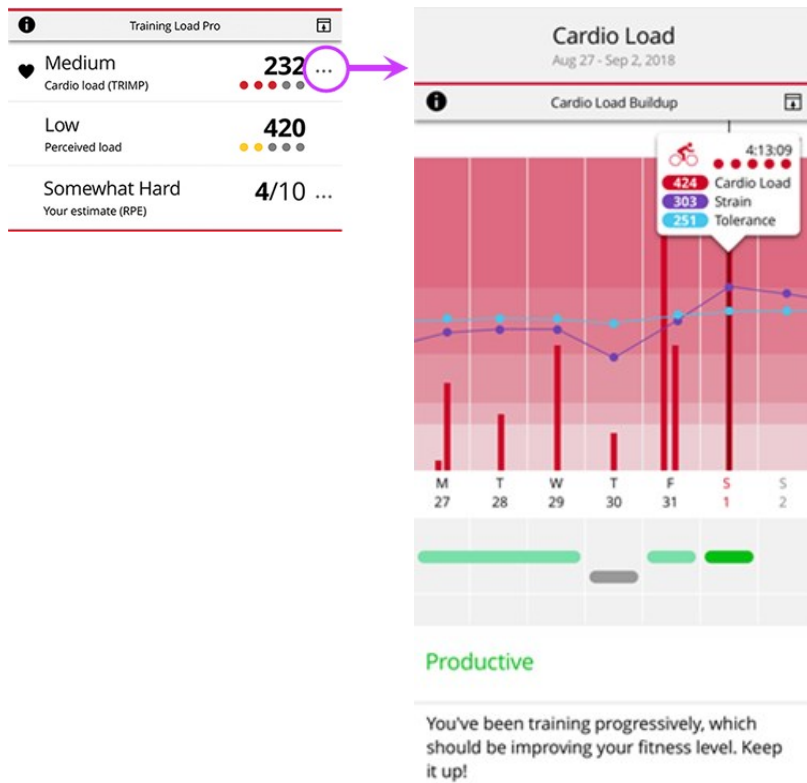 Training Load Pro
Medium
232 ...
Cardio load (TRIMP)
Low
420
Perceived load
Somewhat Hard
4/10 ...
Your estimate (RPE)
Cardio Load
Aug 27 - Sep 2, 2018
Cardio Load Buildup
4:13:09
424 Cardio Load
303 Strain
251 Tolerance
M T W T F S S
27 28 29 30 31 1 2
Productive
You've been training progressively, which
should be improving your fitness level. Keep
it up!